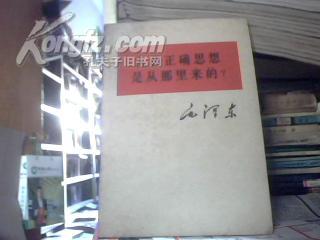 Kongfz.com
孔夫子旧书网
正确思想
是从那里来的?
毛泽东